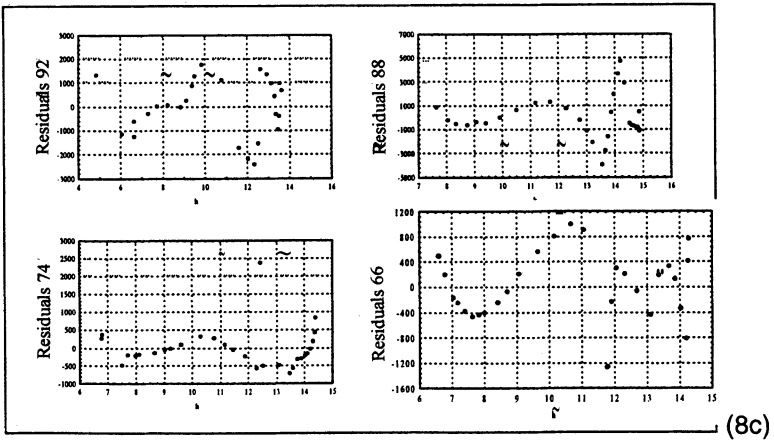 Residuals 92
3000
2000
1000
0
-1000
-2000
-3000
4 6 8 10 12 14 16
h
Residuals 88
7000
5000
3000
1000
-1000
-3000
-5000
7 8 9 10 11 12 13 14 15 16
Residuals 74
3000
2500
2000
1500
1000
500
0
-500
-1000
6 7 8 9 10 11 12 13 14 15
h
Residuals 66
1200
800
400
0
-400
-800
-1200
-1600
6 7 8 9 10 11 12 13 14 15
h̃
(8c)